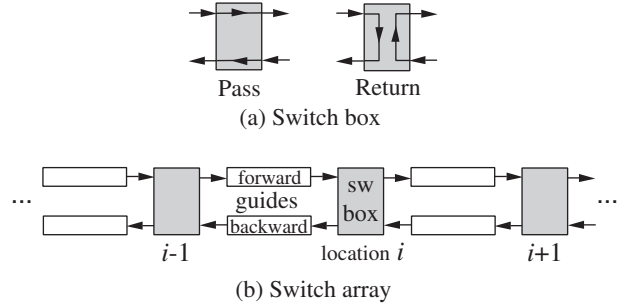 Pass
Return
(a) Switch box
... forward sw box ...
guides
backward
i-1
location i
i+1
(b) Switch array